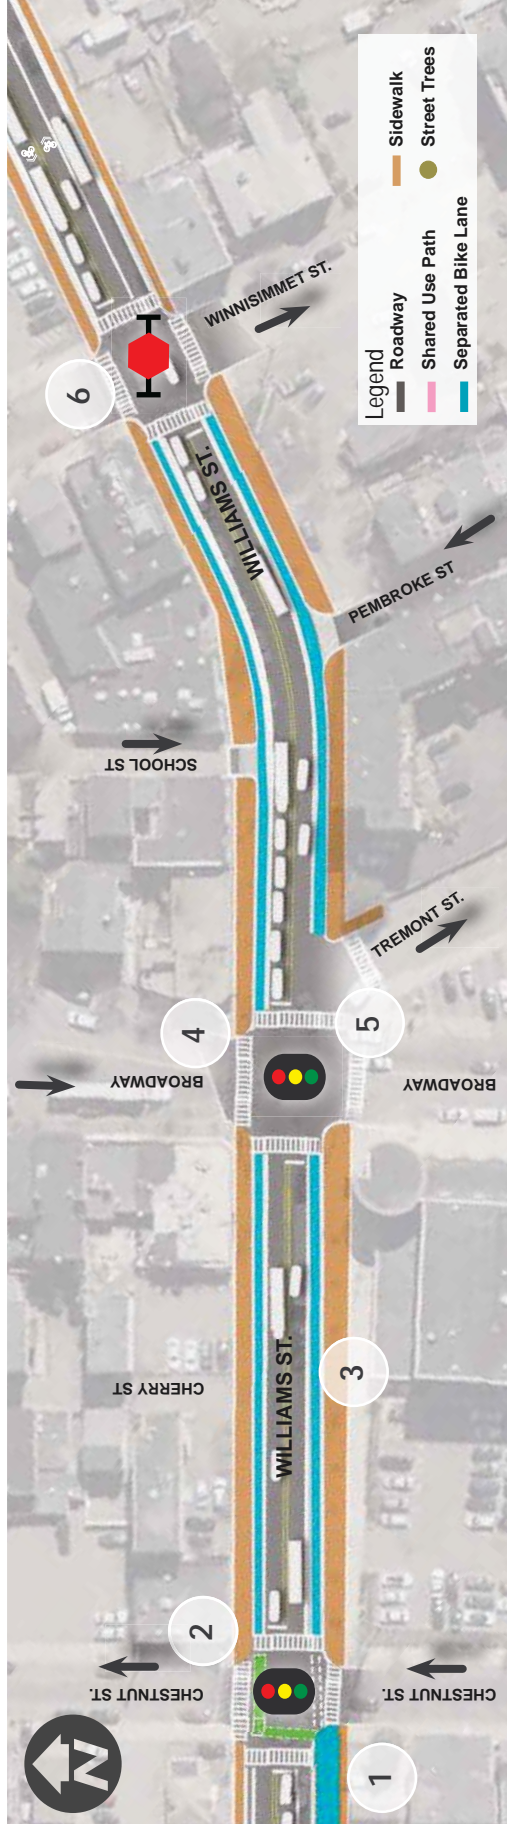 N
CHESTNUT ST.
CHESTNUT ST.
1
2
CHERRY ST
WILLIAMS ST.
3
BROADWAY
BROADWAY
4
5
TREMONT ST.
SCHOOL ST
PEMBROKE ST
WILLIAMS ST.
6
WINNISIMMET ST.
Legend
Roadway
Shared Use Path
Separated Bike Lane
Sidewalk
Street Trees